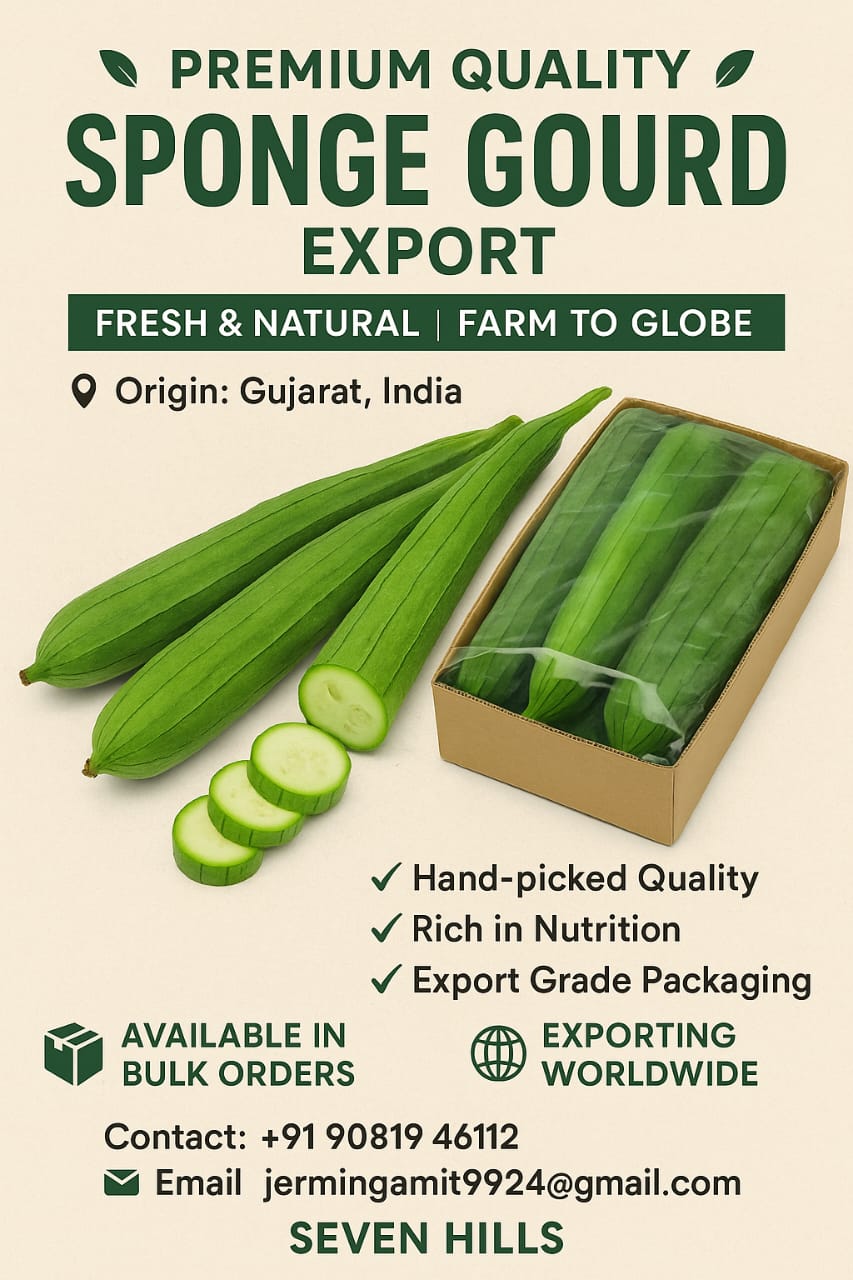 PREMIUM QUALITY
SPONGE GOURD
EXPORT
FRESH & NATURAL | FARM TO GLOBE
Origin: Gujarat, India
✓ Hand-picked Quality
✓ Rich in Nutrition
✓ Export Grade Packaging
AVAILABLE IN
BULK ORDERS
EXPORTING
WORLDWIDE
Contact: +91 90819 46112
Email jermingamit9924@gmail.com
SEVEN HILLS